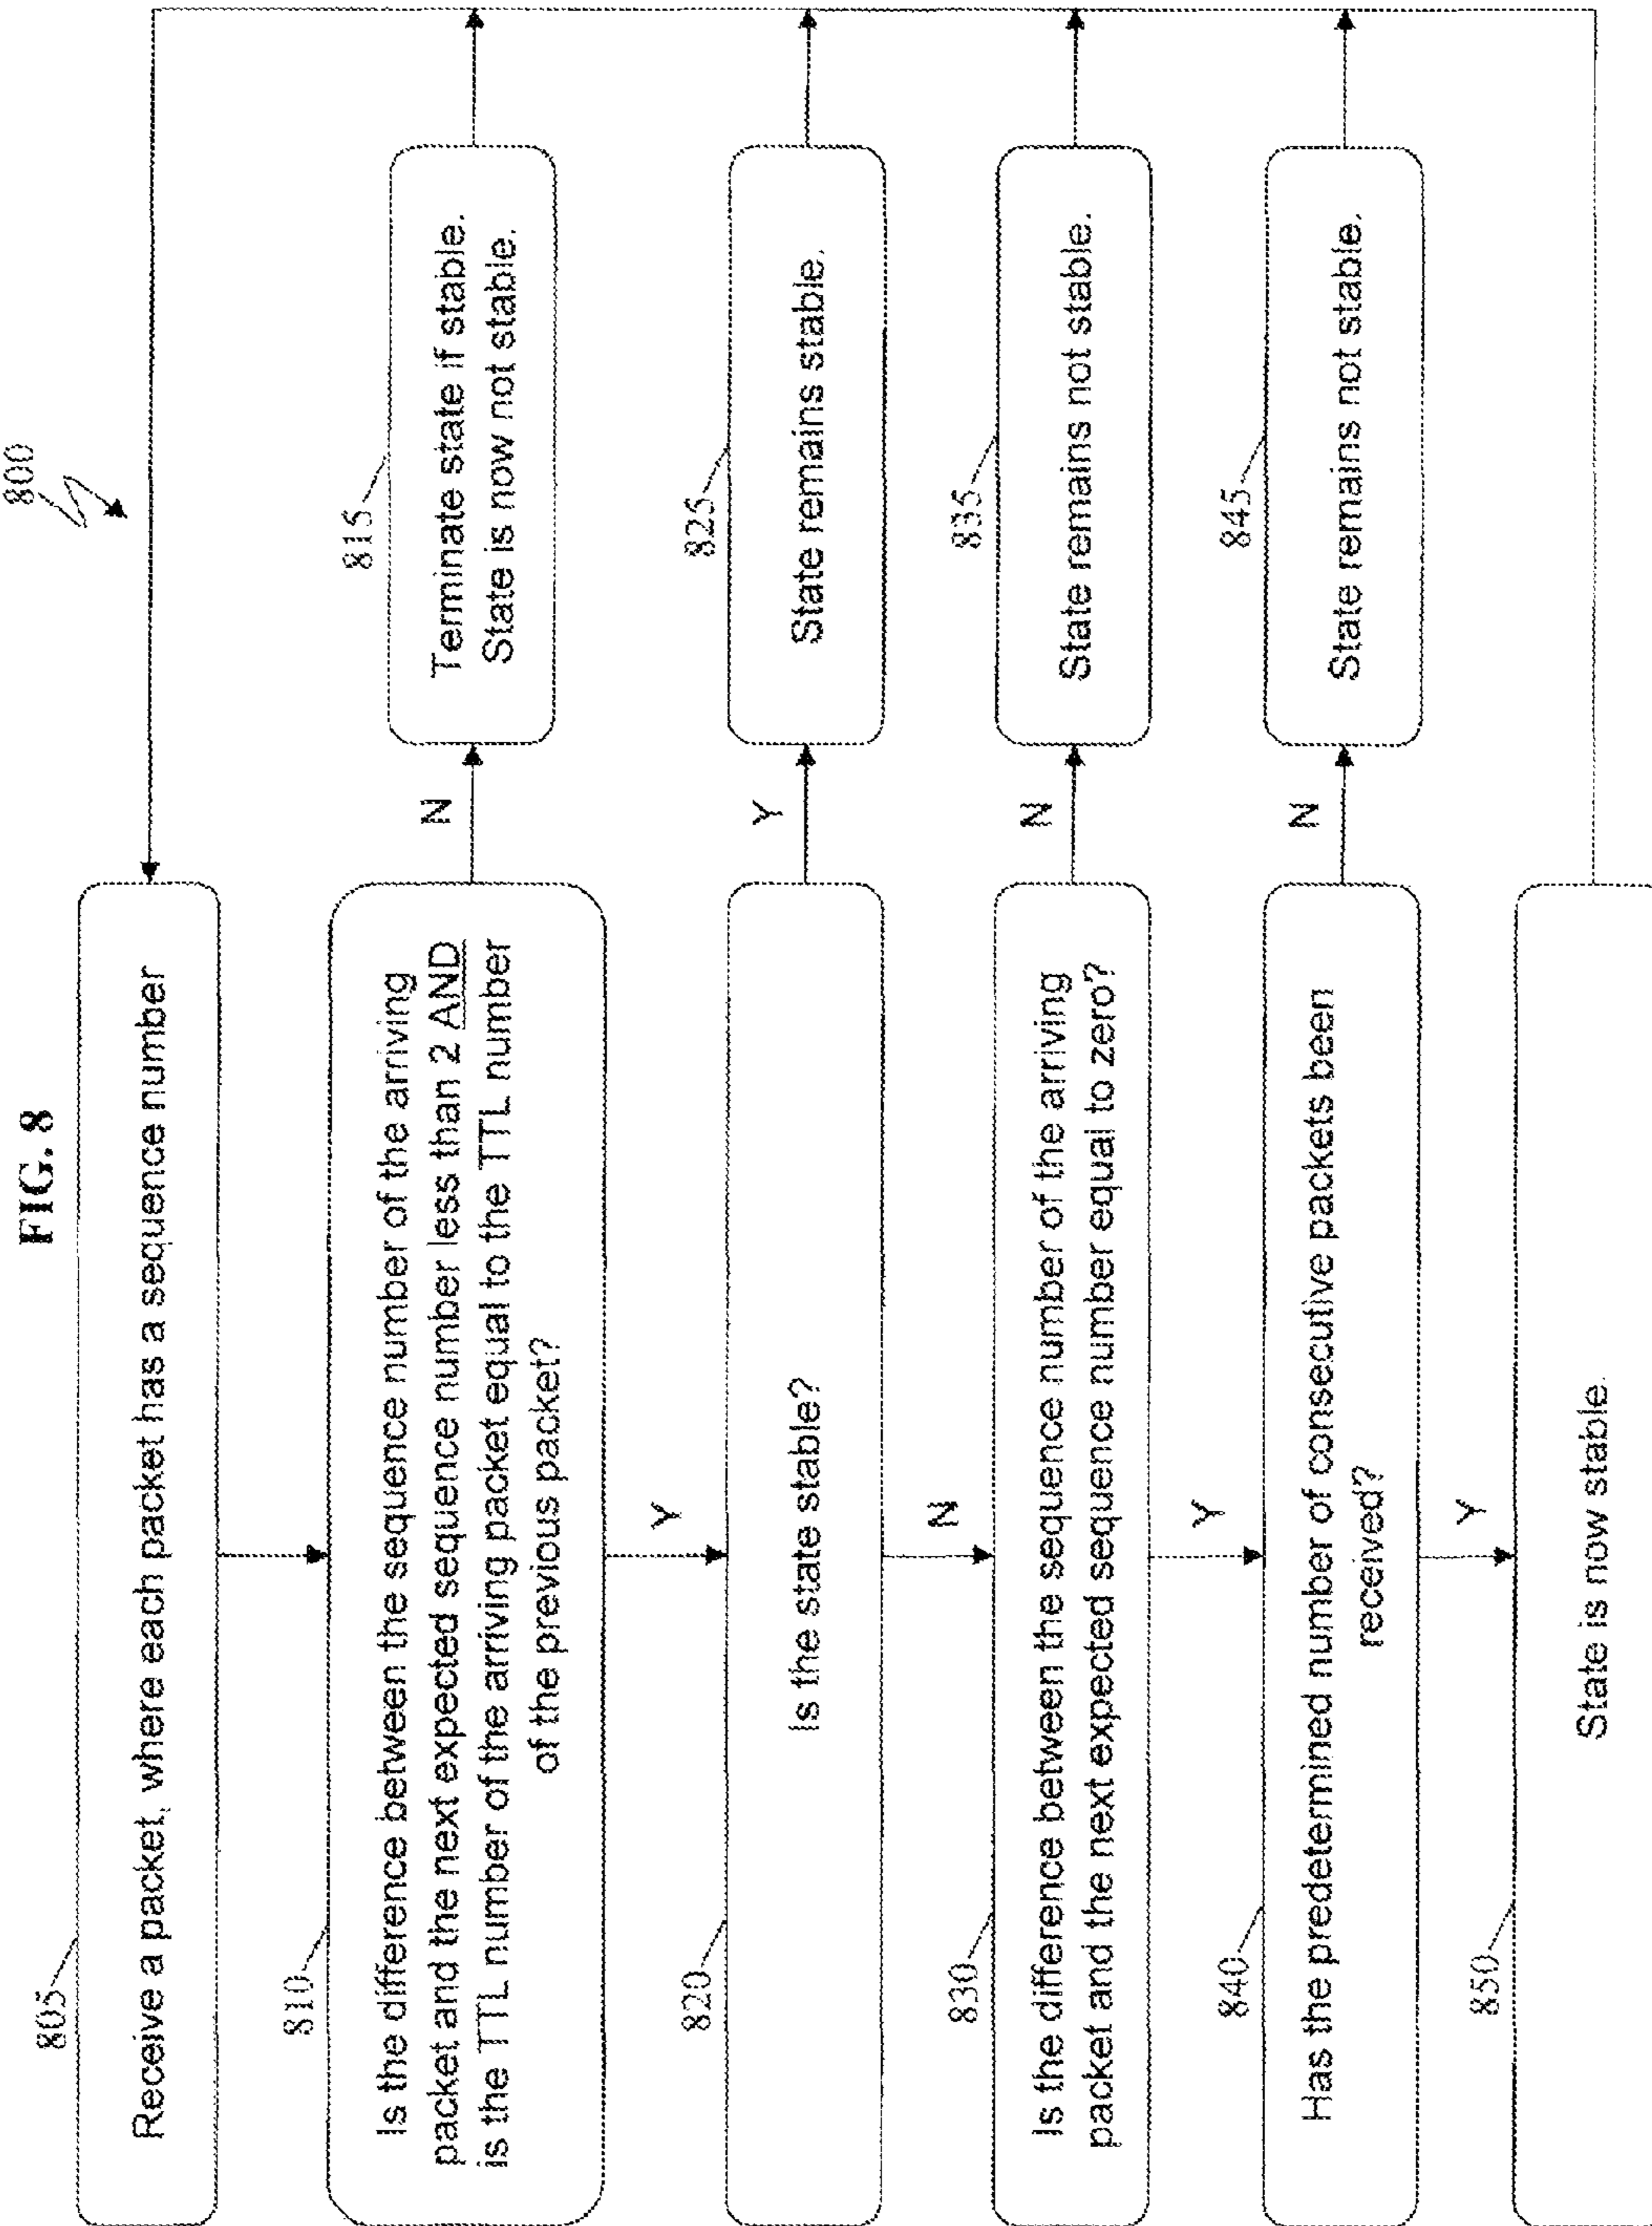 FIG. 8
800
805
Receive a packet, where each packet has a sequence number
810
Is the difference between the sequence number of the arriving
packet and the next expected sequence number less than 2 AND
is the TTL number of the arriving packet equal to the TTL number
of the previous packet?
N
815
Terminate state if stable.
State is now not stable.
Y
820
Is the state stable?
Y
825
State remains stable.
N
830
Is the difference between the sequence number of the arriving
packet and the next expected sequence number equal to zero?
N
835
State remains not stable.
Y
840
Has the predetermined number of consecutive packets been
received?
N
845
State remains not stable.
Y
850
State is now stable.